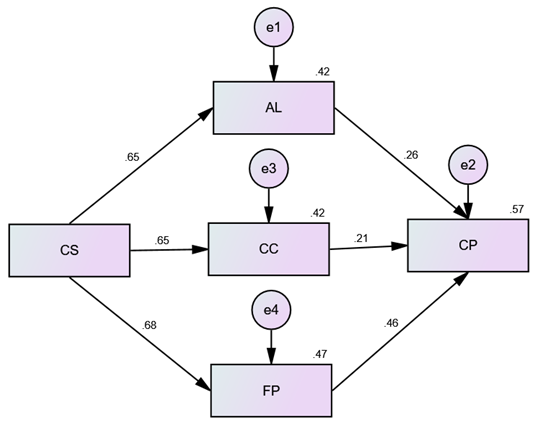 e1
.42
AL
.65
.26
e3
e2
.42
.57
CS
.65
CC
.21
CP
.68
e4
.46
.47
FP